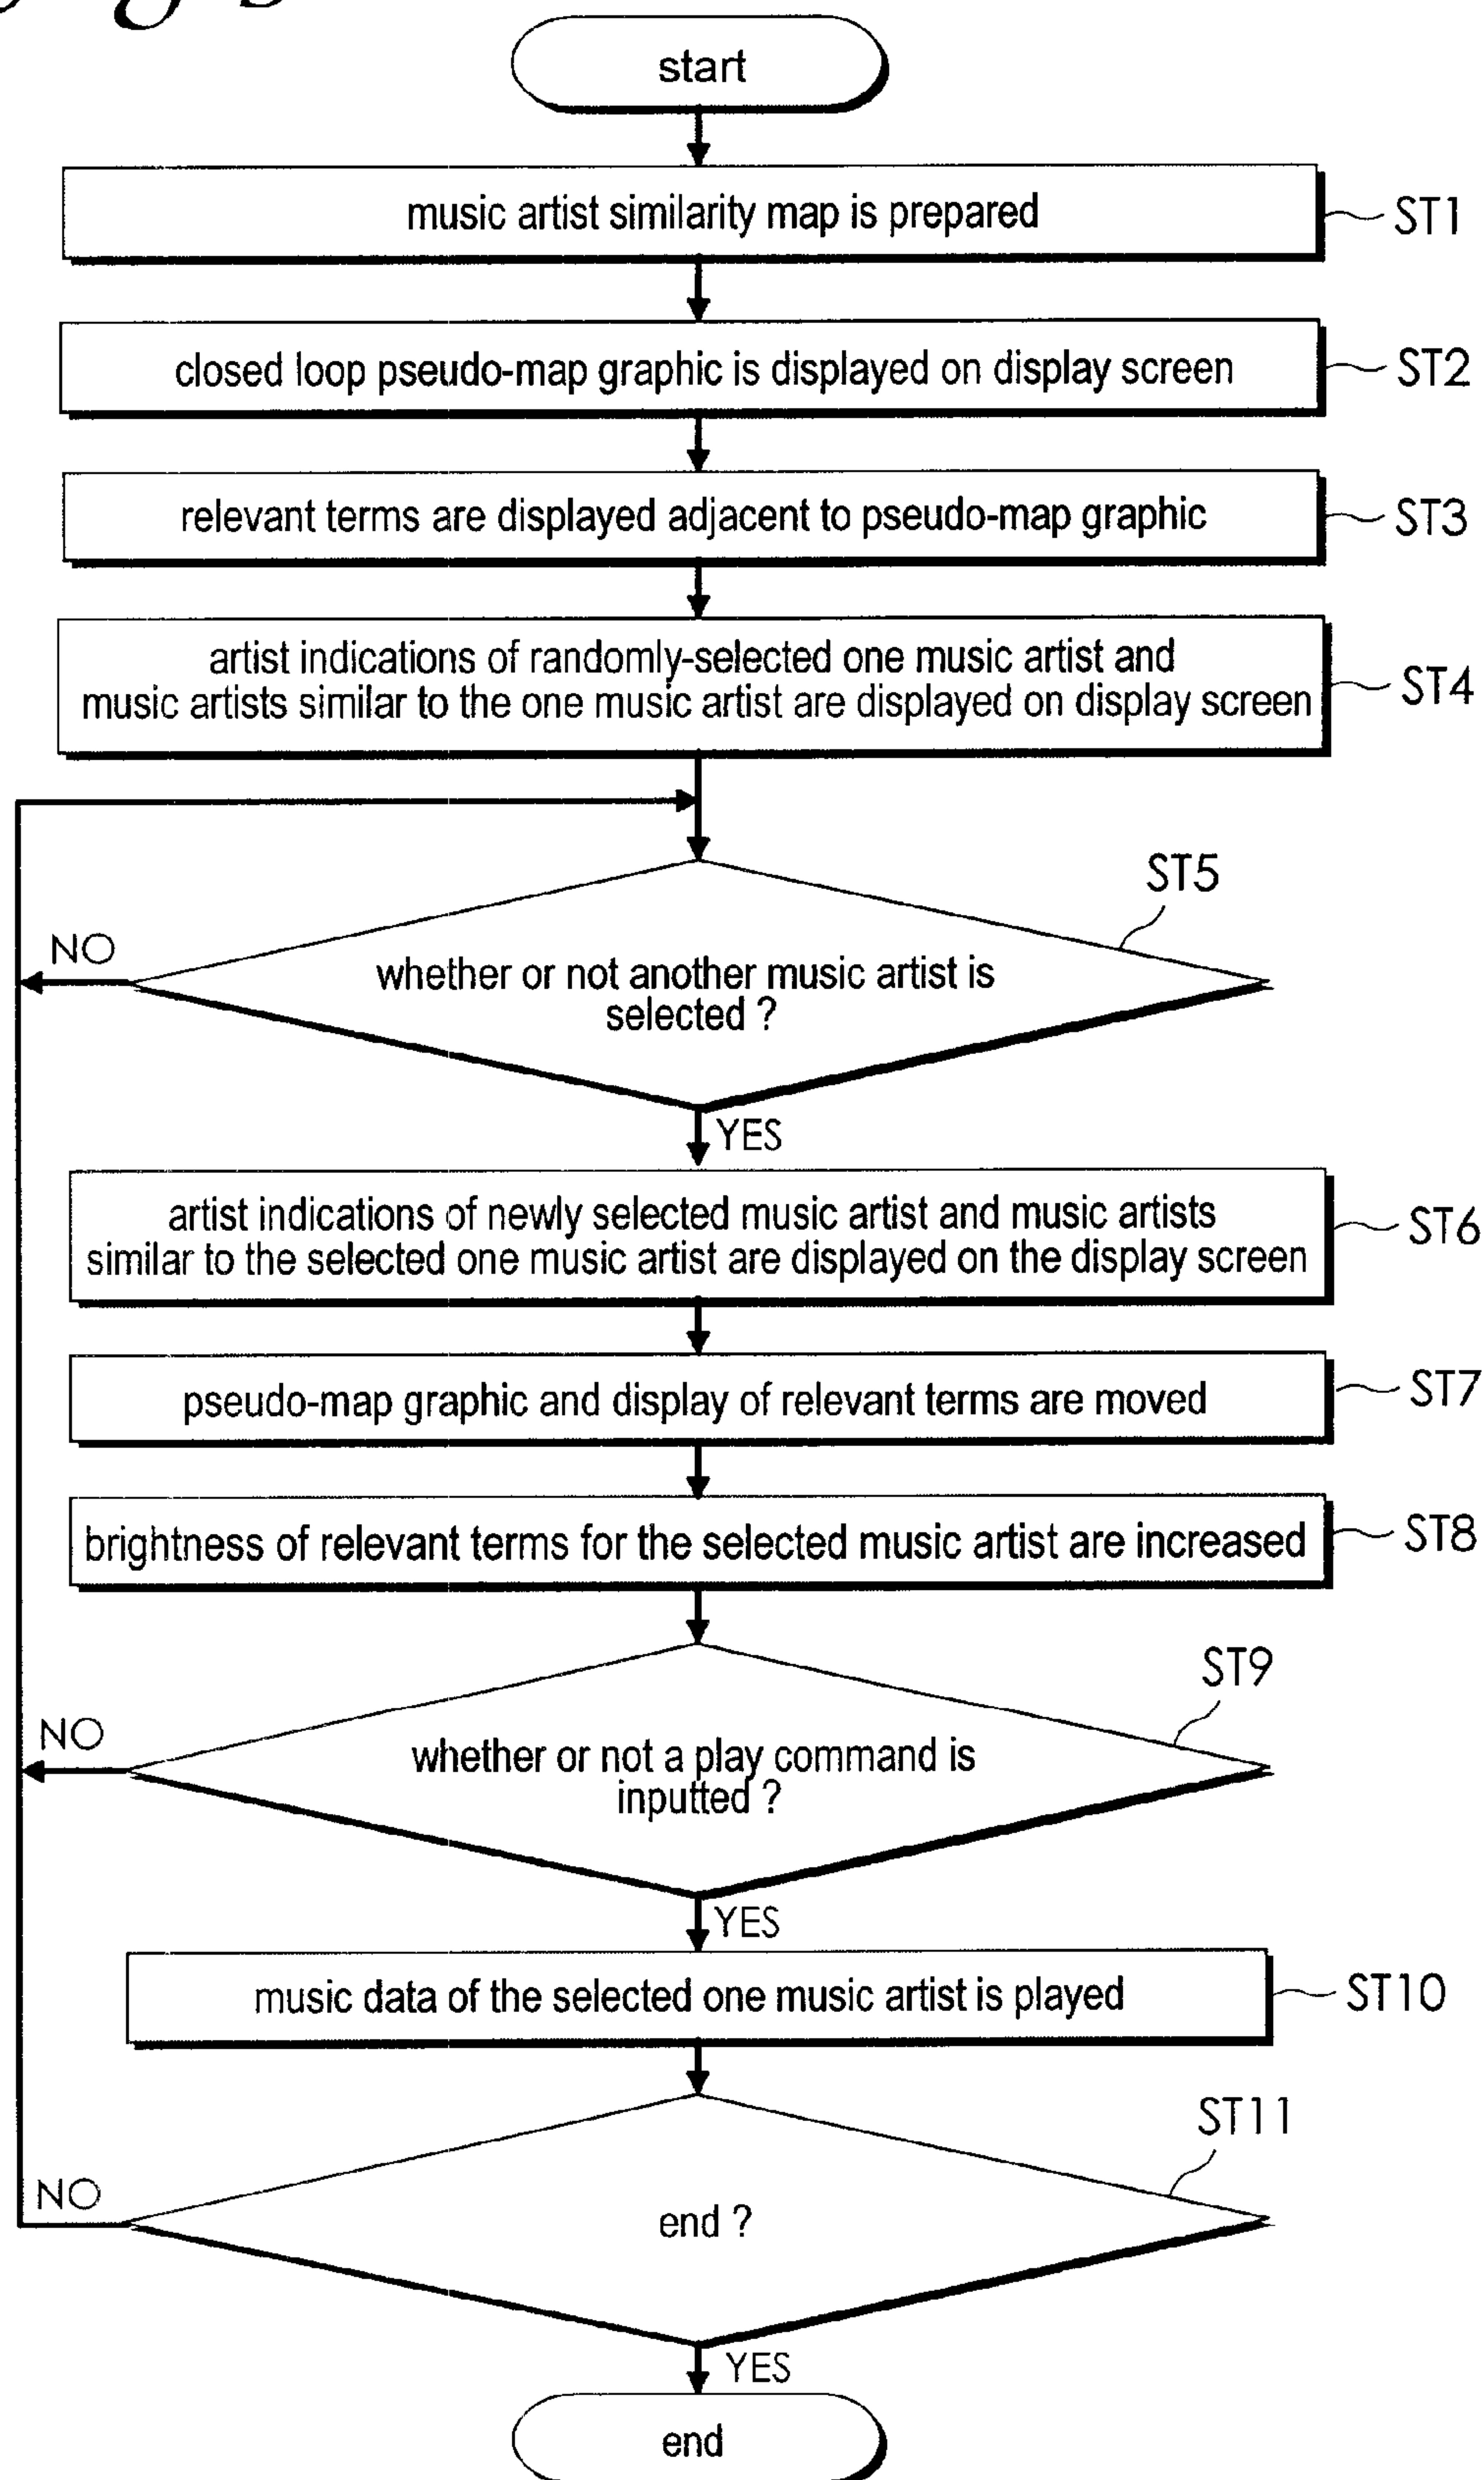 start
music artist similarity map is prepared
ST1
closed loop pseudo-map graphic is displayed on display screen
ST2
relevant terms are displayed adjacent to pseudo-map graphic
ST3
artist indications of randomly-selected one music artist and
music artists similar to the one music artist are displayed on display screen
ST4
ST5
NO
whether or not another music artist is
selected ?
YES
artist indications of newly selected music artist and music artists
similar to the selected one music artist are displayed on the display screen
ST6
pseudo-map graphic and display of relevant terms are moved
ST7
brightness of relevant terms for the selected music artist are increased
ST8
ST9
NO
whether or not a play command is
inputted ?
YES
music data of the selected one music artist is played
ST10
ST11
NO
end ?
YES
end